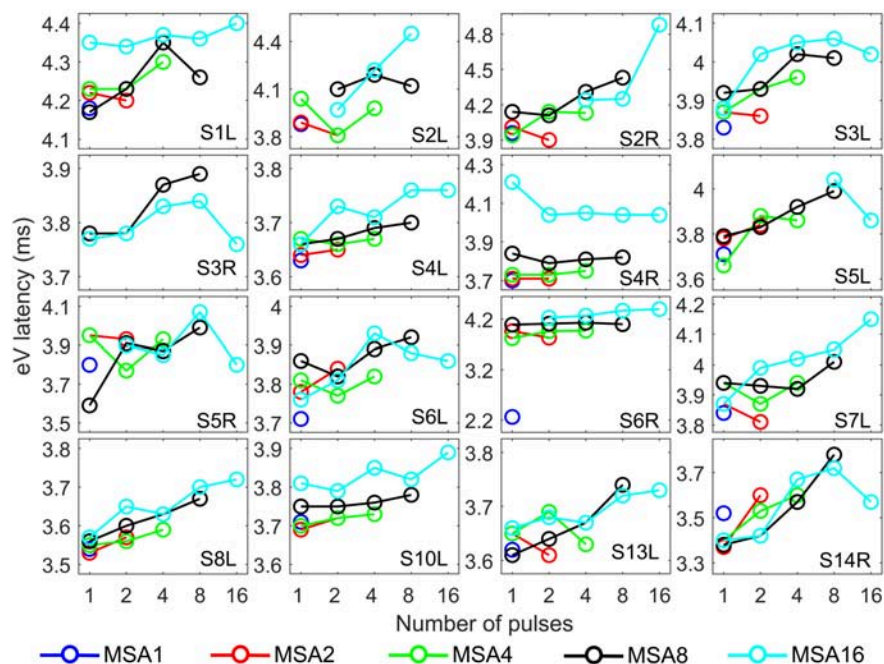 4.4
4.3
4.2
4.1
S1L
4.4
4.1
3.8
S2L
4.8
4.5
4.2
3.9
S2R
4.1
4
3.9
3.8
S3L
3.9
3.8
3.7
S3R
3.8
3.7
3.6
S4L
4.3
4.1
3.9
3.7
S4R
4
3.8
3.6
S5L
4.1
3.9
3.7
3.5
S5R
4
3.9
3.8
3.7
S6L
4.2
3.2
2.2
S6R
4.2
4.1
4
3.9
3.8
S7L
3.8
3.7
3.6
3.5
S8L
1 2 4 8 16
3.9
3.8
3.7
3.6
S10L
1 2 4 8 16
3.7
3.6
S13L
1 2 4 8 16
3.7
3.5
3.3
S14R
1 2 4 8 16
eV latency (ms)
Number of pulses
MSA1 MSA2 MSA4 MSA8 MSA16